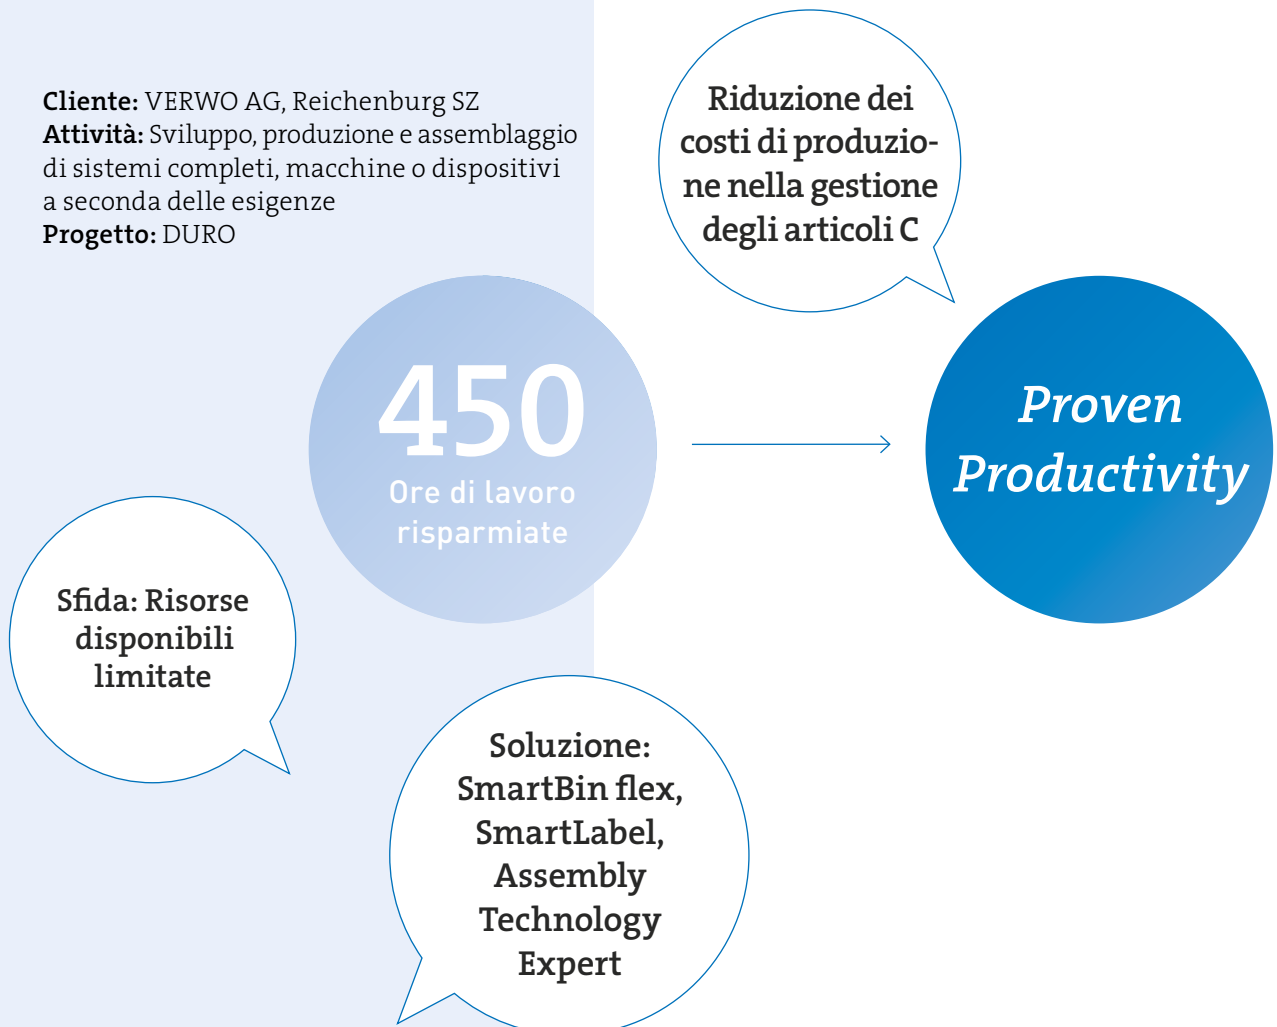 Cliente: VERWO AG, Reichenburg SZ
Attività: Sviluppo, produzione e assemblaggio
di sistemi completi, macchine o dispositivi
a seconda delle esigenze
Progetto: DURO
Riduzione dei
costi di produzio-
ne nella gestione
degli articoli C
450
Ore di lavoro
risparmiate
Proven
Productivity
Sfida: Risorse
disponibili
limitate
Soluzione:
SmartBin flex,
SmartLabel,
Assembly
Technology
Expert